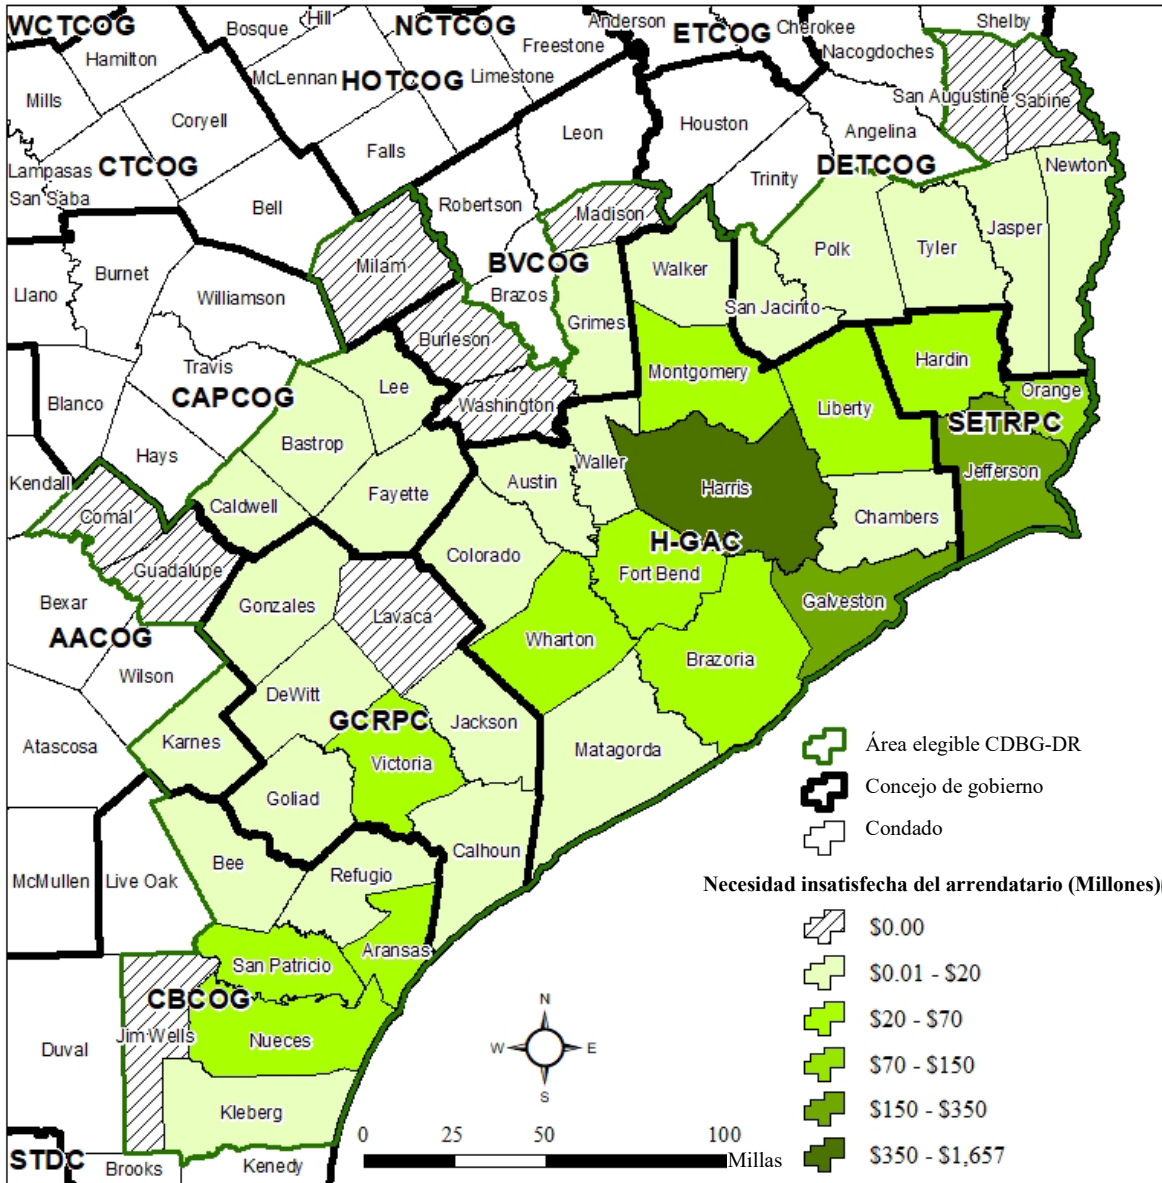 WCTCOG
Bosque
Hill
NCTCOG
Anderson
ETCOG
Cherokee
Shelby
Hamilton
Freestone
Nacogdoches
McLennan
HOTCOG
Limestone
Mills
Coryell
Leon
Houston
San Augustine
Sabine
Angelina
Falls
Lampasas
CTCOG
San Saba
Bell
Robertson
Madison
Trinity
DETCOG
Newton
Milam
BVCOG
Walker
Polk
Tyler
Jasper
Burnet
Llano
Williamson
Brazos
Grimes
San Jacinto
Burleson
Travis
Lee
Montgomery
Hardin
Blanco
CAPCOG
Washington
Liberty
Orange
SETRPC
Bastrop
Hays
Waller
Jefferson
Kendall
Fayette
Austin
Harris
Caldwell
Comal
Chambers
Colorado
H-GAC
Guadalupe
Fort Bend
Bexar
Gonzales
Lavaca
Galveston
AACOG
Wharton
Brazoria
Wilson
DeWitt
GCRPC
Jackson
Atascosa
Karnes
Victoria
Matagorda
Goliad
Calhoun
Bee
Refugio
McMullen
Live Oak
Aransas
San Patricio
CBCOG
Jim Wells
Nueces
Duval
Kleberg
STDC
Brooks
Kenedy
N
W
E
S
0
25
50
100
Millas
Área elegible CDBG-DR
Concejo de gobierno
Condado
Necesidad insatisfecha del arrendatario (Millones)
$0.00
$0.01 - $20
$20 - $70
$70 - $150
$150 - $350
$350 - $1,657